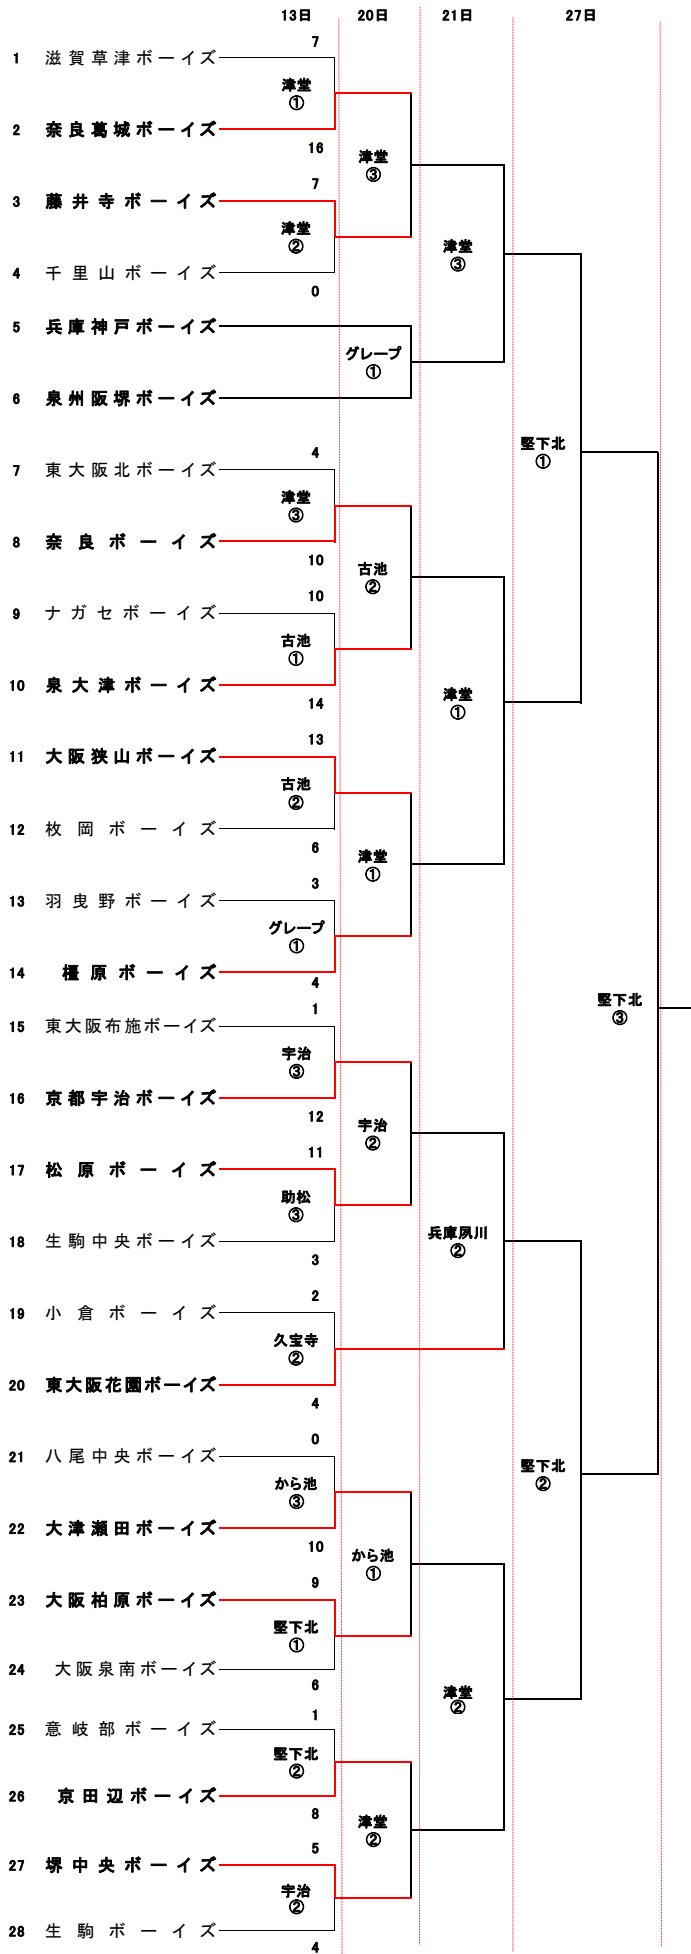 13日 20日 21日 27日
7
1 滋賀草津ボーイズ
津堂
①
2 奈良葛城ボーイズ
16
津堂
③
7
3 藤井寺ボーイズ
津堂
②
津堂
③
4 千里山ボーイズ
0
5 兵庫神戸ボーイズ
グレープ
①
6 泉州阪堺ボーイズ
堅下北
①
4
7 東大阪北ボーイズ
津堂
③
8 奈良ボーイズ
10
古池
②
10
9 ナガセボーイズ
古池
①
10 泉大津ボーイズ
14
津堂
①
13
11 大阪狭山ボーイズ
古池
②
12 枚岡ボーイズ
6
津堂
①
3
13 羽曳野ボーイズ
グレープ
①
14 橿原ボーイズ
4
堅下北
③
1
15 東大阪布施ボーイズ
宇治
③
16 京都宇治ボーイズ
12
宇治
②
11
17 松原ボーイズ
助松
③
18 生駒中央ボーイズ
3
兵庫夙川
②
2
19 小倉ボーイズ
久宝寺
②
20 東大阪花園ボーイズ
4
0
21 八尾中央ボーイズ
堅下北
②
から池
③
22 大津瀬田ボーイズ
10
から池
①
9
23 大阪柏原ボーイズ
堅下北
①
24 大阪泉南ボーイズ
6
津堂
②
1
25 意岐部ボーイズ
堅下北
②
26 京田辺ボーイズ
8
津堂
②
5
27 堺中央ボーイズ
宇治
②
28 生駒ボーイズ
4